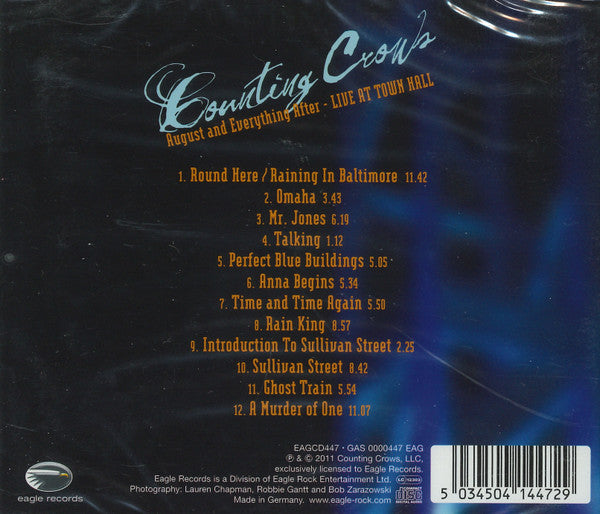 Counting Crows
August and Everything After - LIVE AT TOWN HALL
1. Round Here / Raining In Baltimore 11.42
2. Omaha 3.43
3. Mr. Jones 6.19
4. Talking 1.12
5. Perfect Blue Buildings 5.05
6. Anna Begins 5.34
7. Time and Time Again 5.50
8. Rain King 8.57
9. Introduction To Sullivan Street 2.25
10. Sullivan Street 8.42
11. Ghost Train 5.54
12. A Murder of One 11.07
EAGCD447 • GAS 0000447 EAG
℗ & © 2011 Counting Crows, LLC.
exclusively licensed to Eagle Records.
Eagle Records is a Division of Eagle Rock Entertainment Ltd.
Photography: Lauren Chapman, Robbie Gantt and Bob Zarazowski
Made in Germany. www.eagle-rock.com
eagle records
LC 12303
COMPACT
disc
DIGITAL AUDIO
5 034504 144729